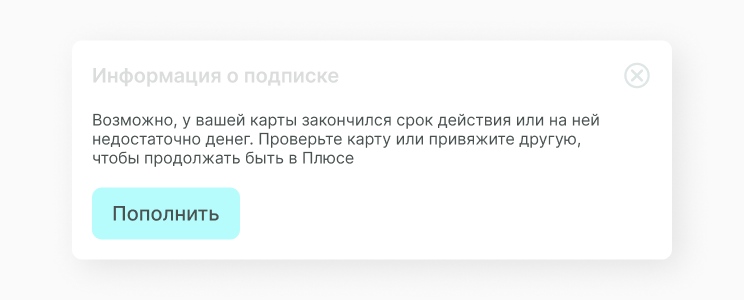 Информация о подписке
Возможно, у вашей карты закончился срок действия или на ней
недостаточно денег. Проверьте карту или привяжите другую,
чтобы продолжать быть в Плюсе
Пополнить